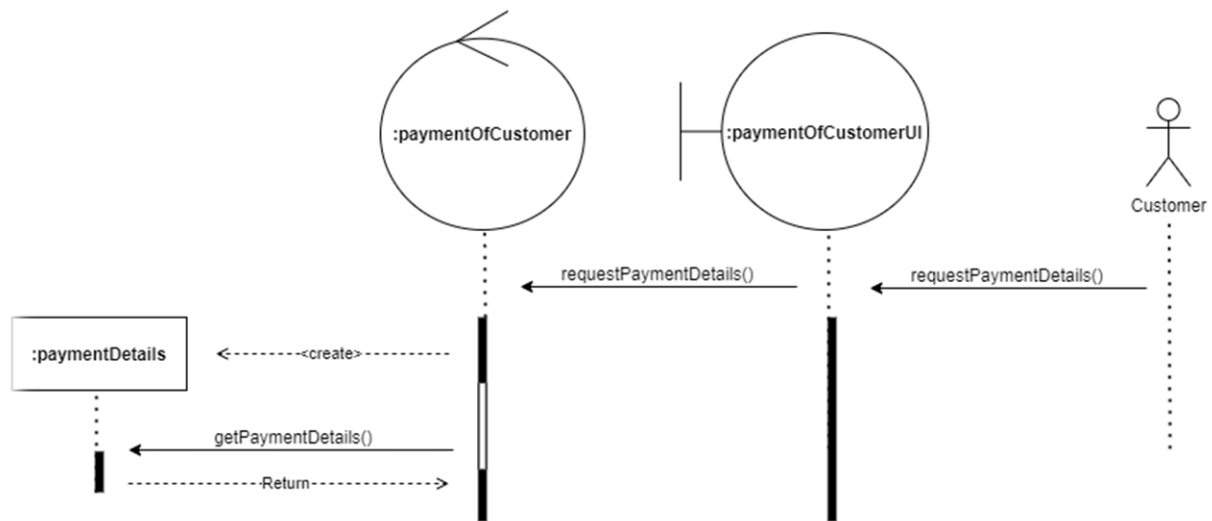 :paymentOfCustomer
:paymentOfCustomerUI
Customer
requestPaymentDetails()
requestPaymentDetails()
:paymentDetails
<create>
getPaymentDetails()
Return